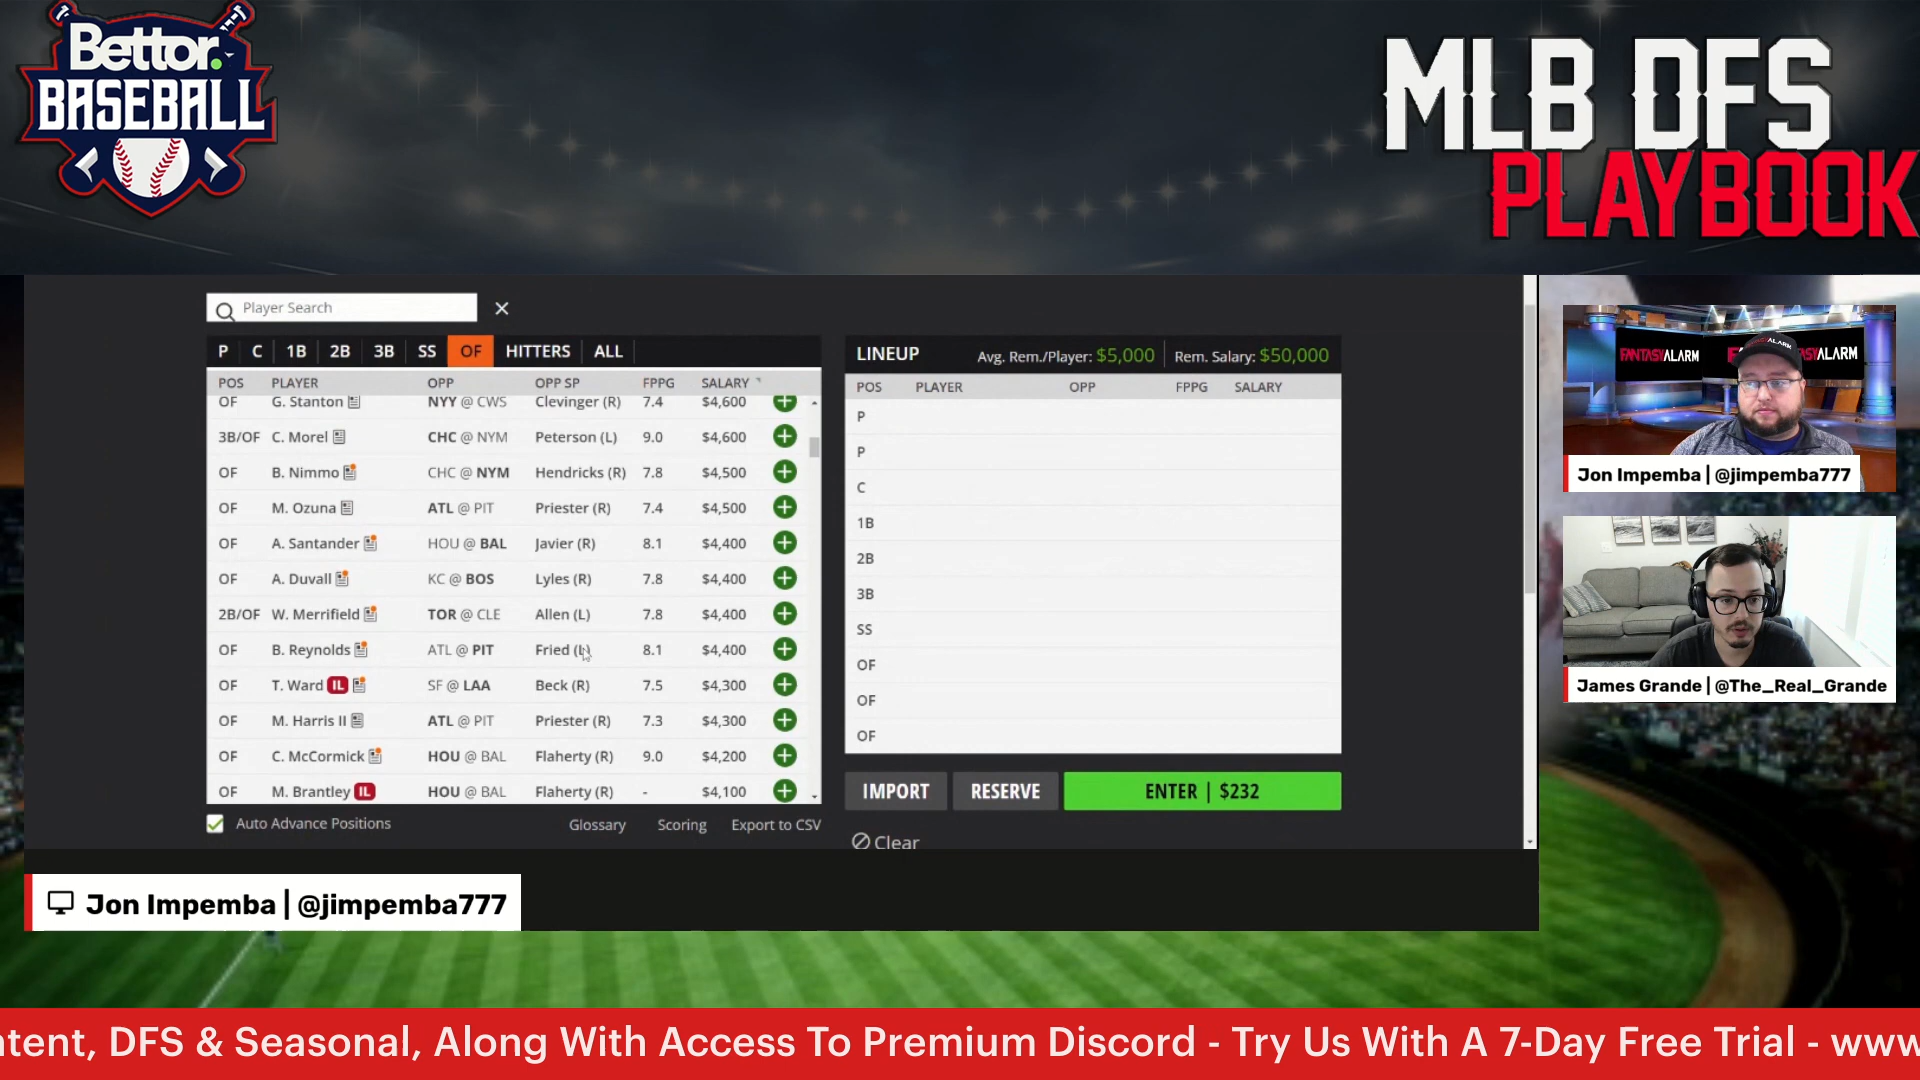 Bettor.
BASEBALL
MLB DFS
PLAYBOOK
Player Search
P C 1B 2B 3B SS OF HITTERS ALL
POS PLAYER OPP OPP SP FPPG SALARY
OF G. Stanton NYY @ CWS Clevinger (R) 7.4 $4,600
3B/OF C. Morel CHC @ NYM Peterson (L) 9.0 $4,600
OF B. Nimmo CHC @ NYM Hendricks (R) 7.8 $4,500
OF M. Ozuna ATL @ PIT Priester (R) 7.4 $4,500
OF A. Santander HOU @ BAL Javier (R) 8.1 $4,400
OF A. Duvall KC @ BOS Lyles (R) 7.8 $4,400
2B/OF W. Merrifield TOR @ CLE Allen (L) 7.8 $4,400
OF B. Reynolds ATL @ PIT Fried (L) 8.1 $4,400
OF T. Ward IL SF @ LAA Beck (R) 7.5 $4,300
OF M. Harris II ATL @ PIT Priester (R) 7.3 $4,300
OF C. McCormick HOU @ BAL Flaherty (R) 9.0 $4,200
OF M. Brantley IL HOU @ BAL Flaherty (R) - $4,100
Auto Advance Positions Glossary Scoring Export to CSV
LINEUP Avg. Rem./Player: $5,000 Rem. Salary: $50,000
POS PLAYER OPP FPPG SALARY
P
P
C
1B
2B
3B
SS
OF
OF
OF
IMPORT RESERVE ENTER | $232
Clear
FANTASY ALARM
Jon Impemba | @jimpemba777
James Grande | @The_Real_Grande
Jon Impemba | @jimpemba777
ntent, DFS & Seasonal, Along With Access To Premium Discord - Try Us With A 7-Day Free Trial - www